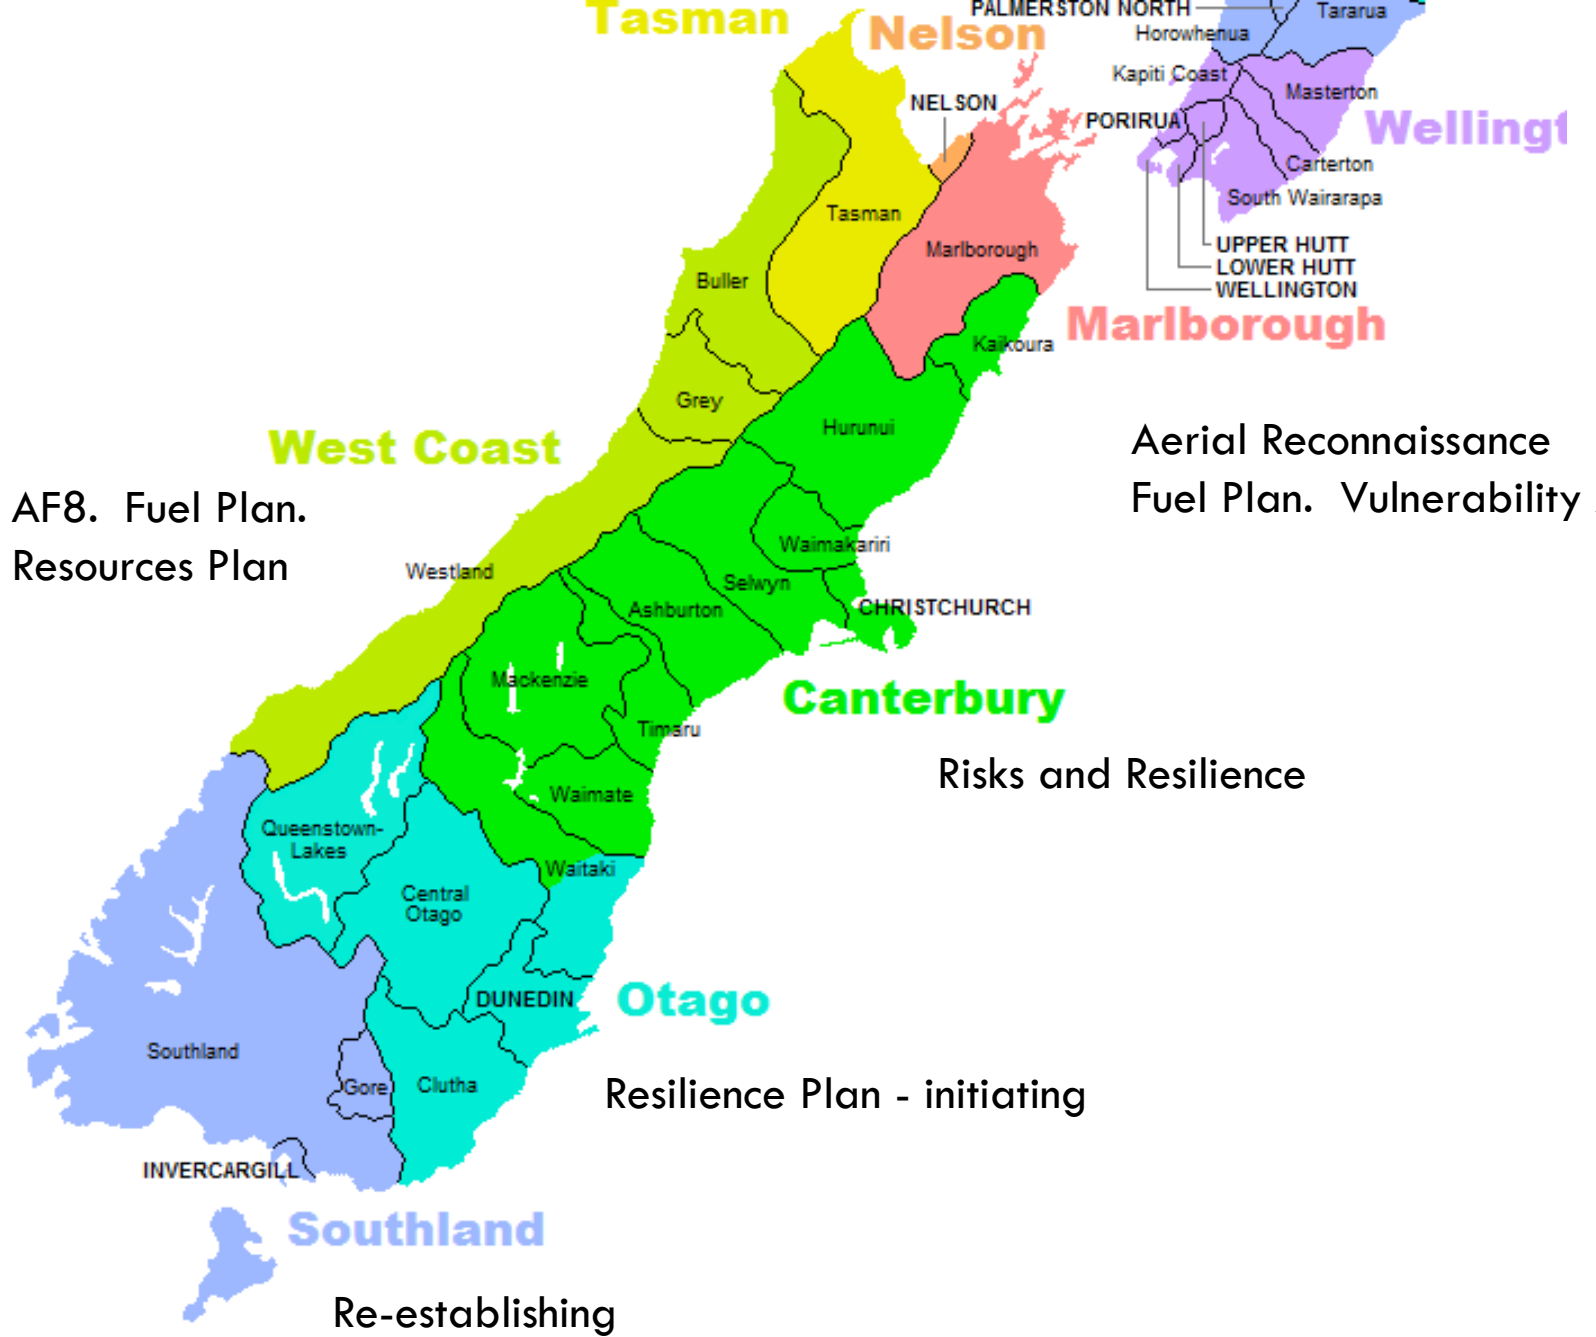 Tasman
Nelson
PALMERSTON NORTH
Tararua
Horowhenua
Kapiti Coast
Masterton
NELSON
PORIRUA
Wellingt
Carterton
South Wairarapa
Tasman
Marlborough
UPPER HUTT
LOWER HUTT
WELLINGTON
Buller
Marlborough
Kaikoura
Grey
Hurunui
West Coast
Aerial Reconnaissance
Fuel Plan.  Vulnerability
AF8.  Fuel Plan.
Resources Plan
Westland
Waimakariri
Selwyn
Ashburton
CHRISTCHURCH
Mackenzie
Canterbury
Timaru
Risks and Resilience
Waimate
Queenstown-
Lakes
Waitaki
Central
Otago
DUNEDIN
Otago
Southland
Gore
Clutha
Resilience Plan - initiating
INVERCARGILL
Southland
Re-establishing